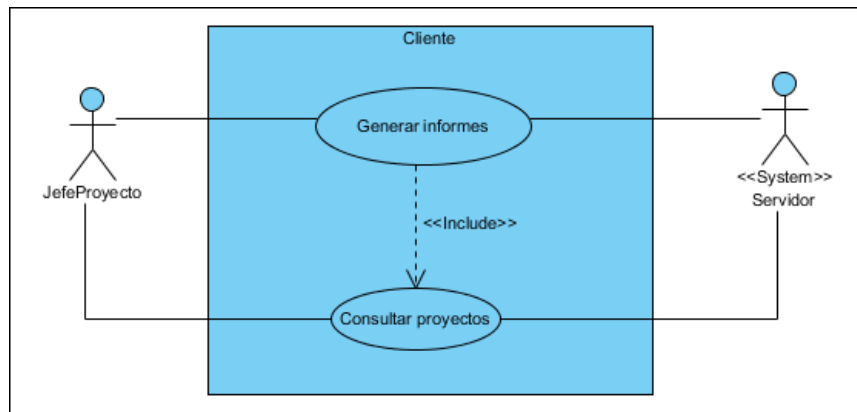 Cliente
Generar informes
JefeProyecto
<<System>>
Servidor
<<Include>>
Consultar proyectos